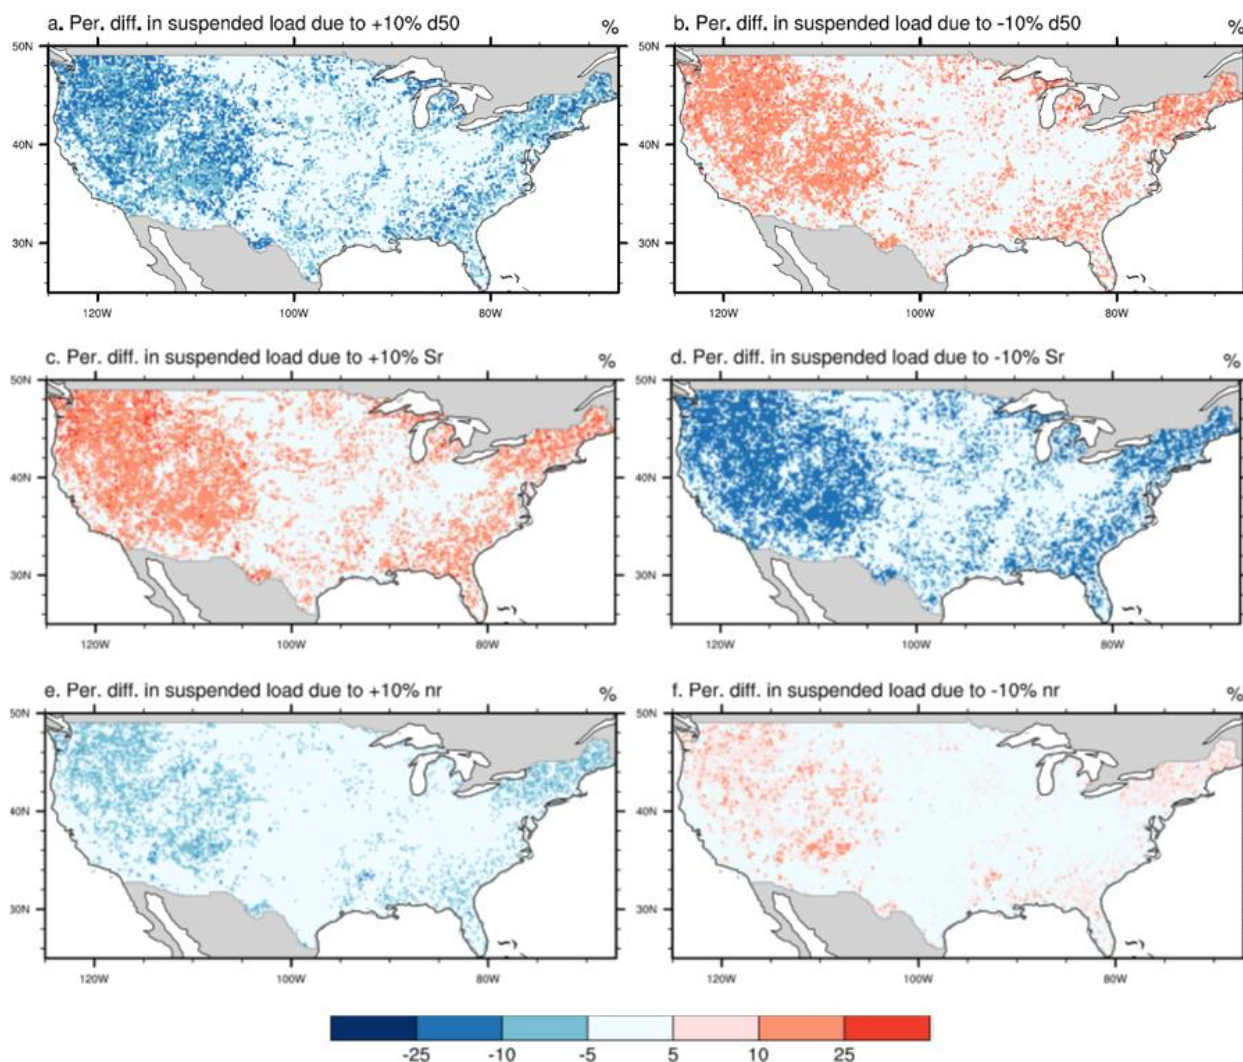 a. Per. diff. in suspended load due to +10% d50 %
50N
40N
30N
120W 100W 80W
b. Per. diff. in suspended load due to -10% d50 %
50N
40N
30N
120W 100W 80W
c. Per. diff. in suspended load due to +10% Sr %
50N
40N
30N
120W 100W 80W
d. Per. diff. in suspended load due to -10% Sr %
50N
40N
30N
120W 100W 80W
e. Per. diff. in suspended load due to +10% nr %
50N
40N
30N
120W 100W 80W
f. Per. diff. in suspended load due to -10% nr %
50N
40N
30N
120W 100W 80W
-25 -10 -5 5 10 25